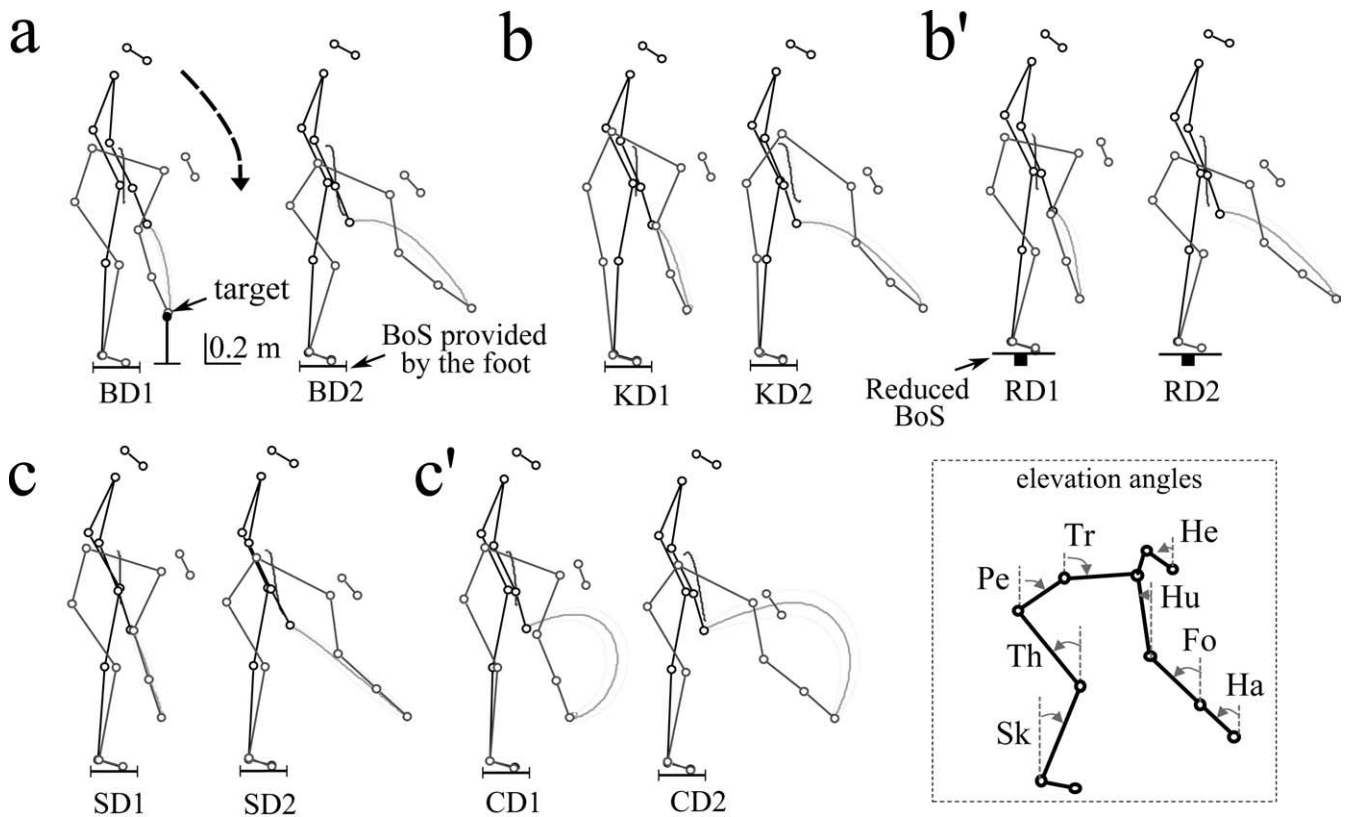 a
b
b'
target
0.2 m
BoS provided
by the foot
BD1
BD2
KD1
KD2
Reduced
BoS
RD1
RD2
c
c'
SD1
SD2
CD1
CD2
elevation angles
Tr
He
Pe
Hu
Th
Fo
Ha
Sk